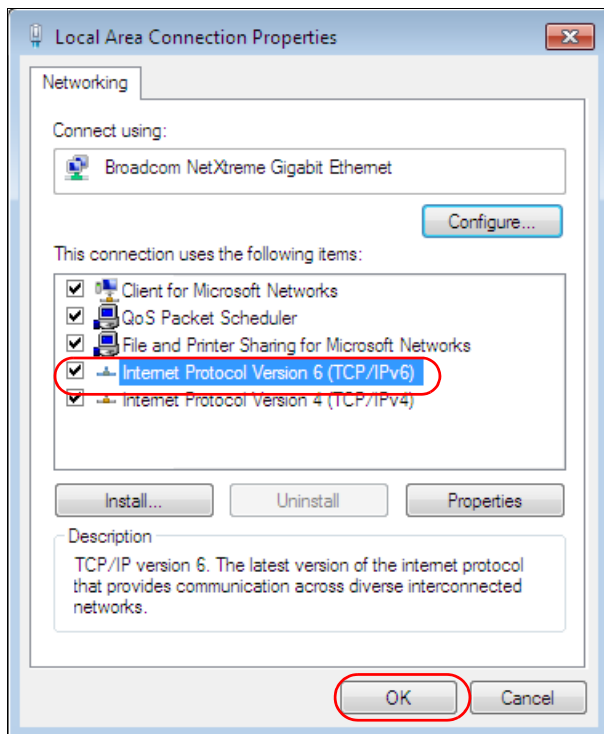 Local Area Connection Properties
Networking
Connect using:
Broadcom NetXtreme Gigabit Ethernet
Configure...
This connection uses the following items:
Client for Microsoft Networks
QoS Packet Scheduler
File and Printer Sharing for Microsoft Networks
Internet Protocol Version 6 (TCP/IPv6)
Internet Protocol Version 4 (TCP/IPv4)
Install... Uninstall Properties
Description
TCP/IP version 6. The latest version of the internet protocol
that provides communication across diverse interconnected
networks.
OK Cancel